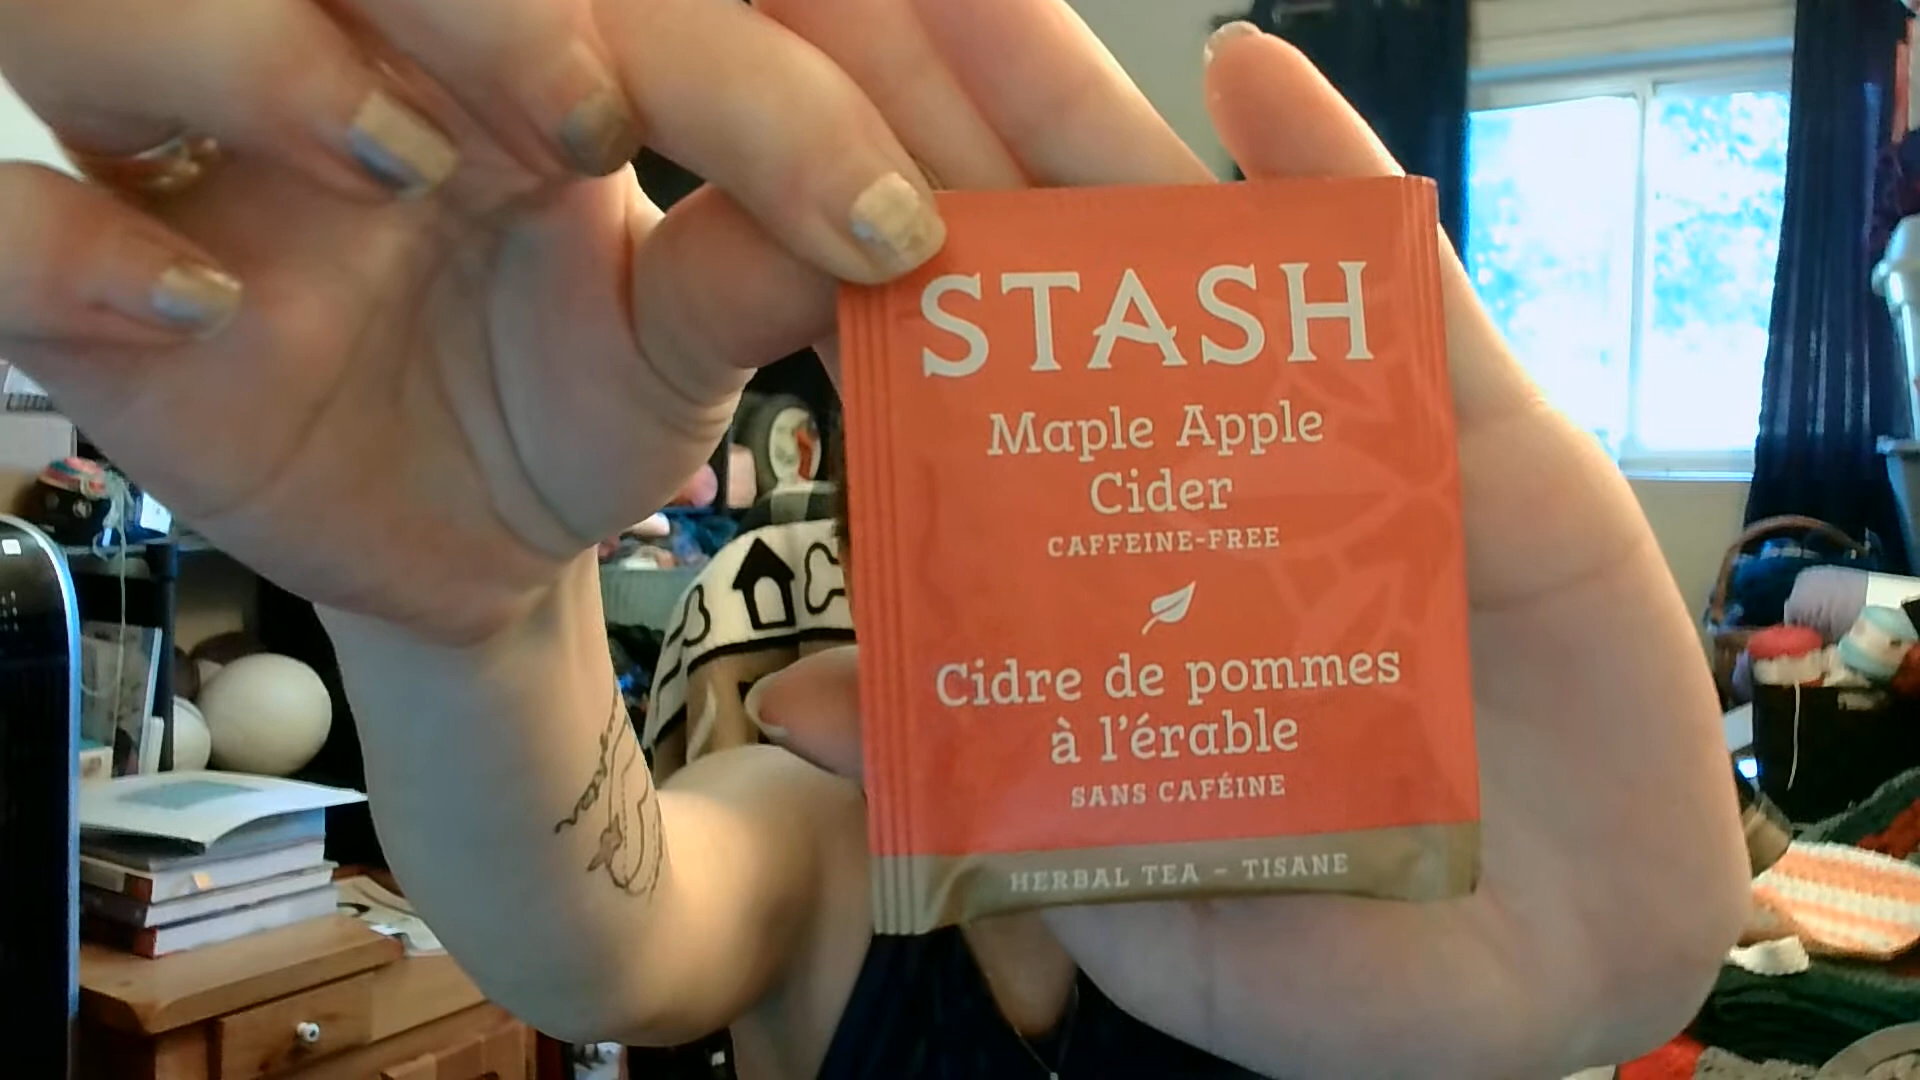 STASH
Maple Apple
Cider
CAFFEINE-FREE
Cidre de pommes
à l'érable
SANS CAFÉINE
HERBAL TEA - TISANE